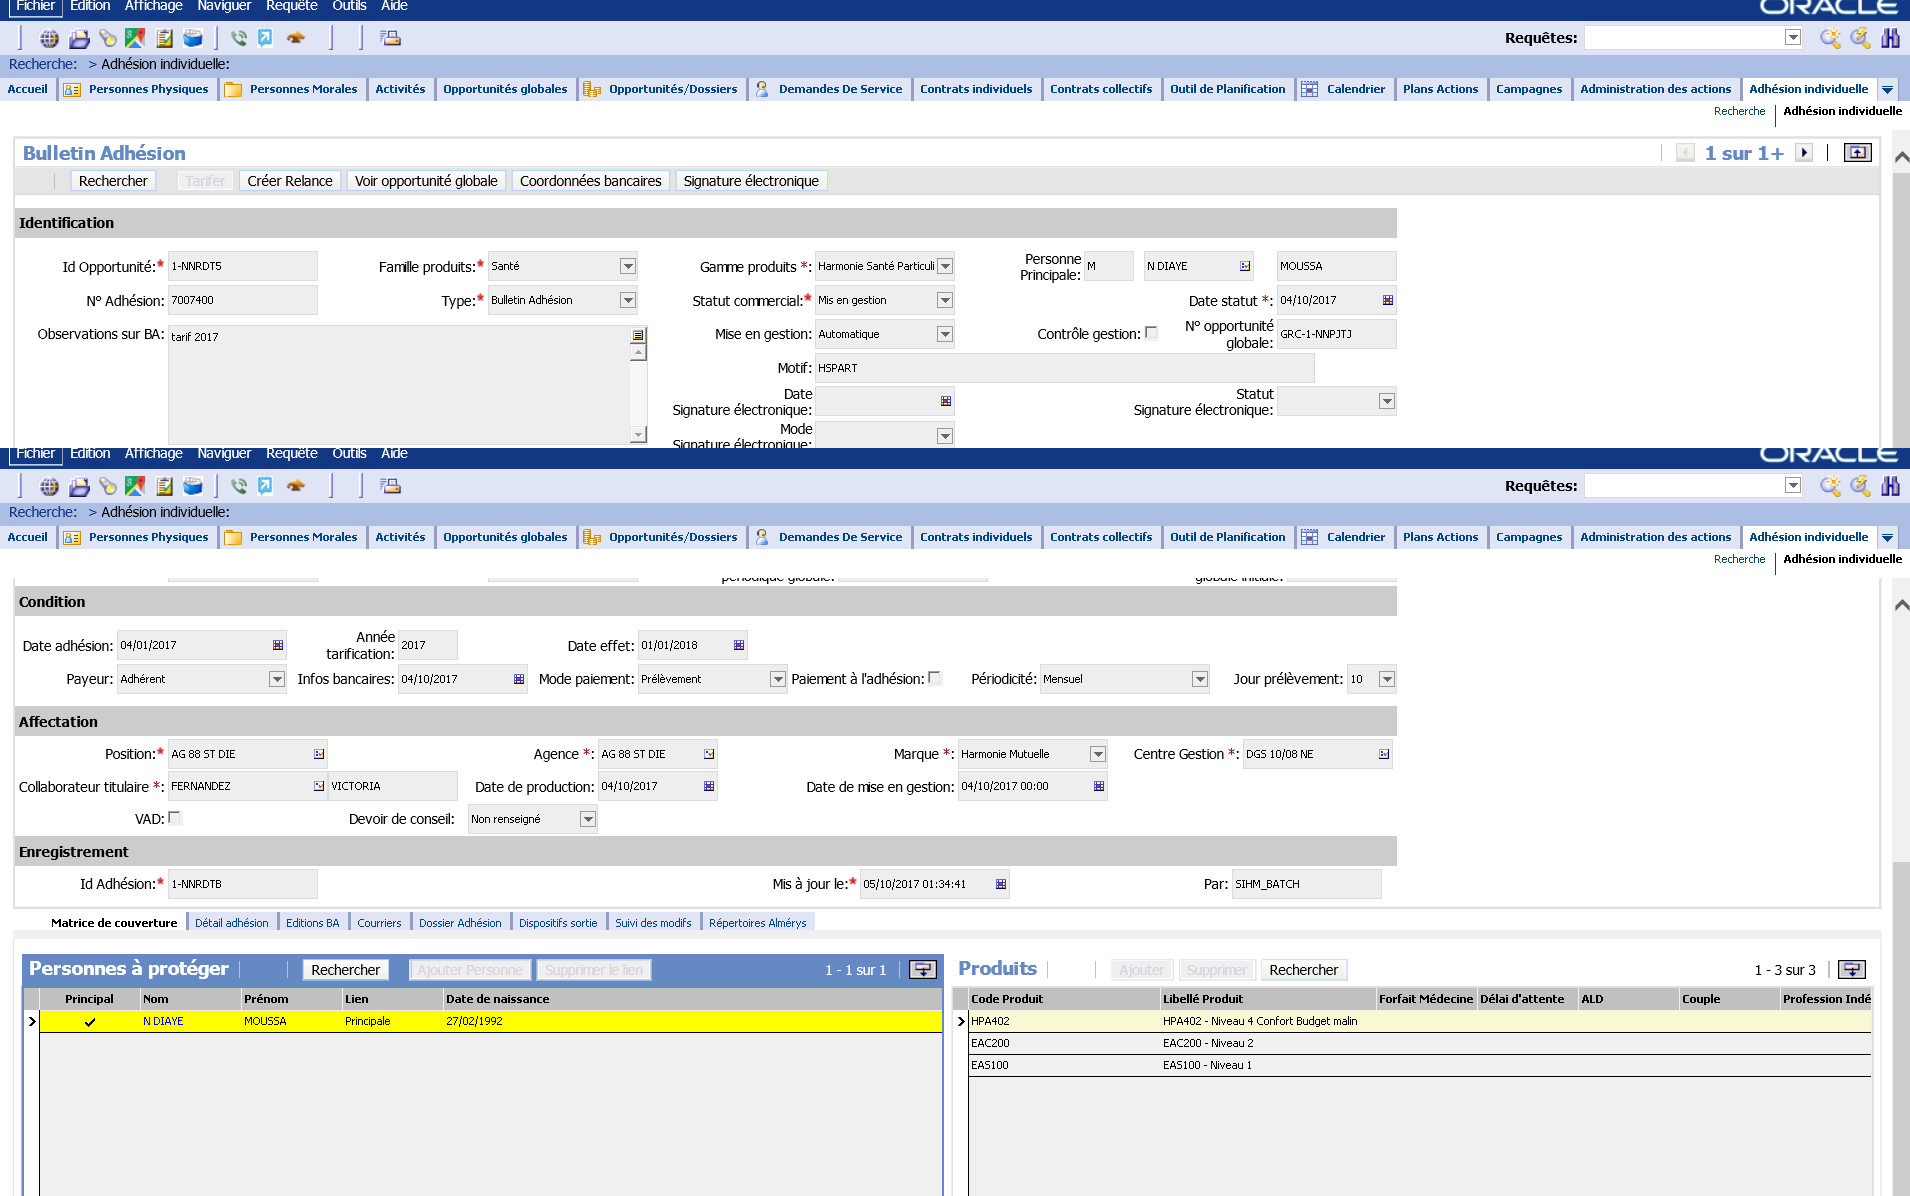 Fichier Edition Affichage Naviguer Requête Outils Aide
ORACLE
Requêtes:
Recherche: > Adhésion individuelle:
Accueil Personnes Physiques Personnes Morales Activités Opportunités globales Opportunités/Dossiers Demandes De Service Contrats individuels Contrats collectifs Outil de Planification Calendrier Plans Actions Campagnes Administration des actions Adhésion individuelle
Recherche Adhésion individuelle
Bulletin Adhésion 1 sur 1+
Rechercher Tarifer Créer Relance Voir opportunité globale Coordonnées bancaires Signature électronique
Identification
Id Opportunité:* 1-NNRDT5 Famille produits:* Santé Gamme produits *: Harmonie Santé Particuli Personne Principale: M N DIAYE MOUSSA
N° Adhésion: 7007400 Type:* Bulletin Adhésion Statut commercial:* Mis en gestion Date statut *: 04/10/2017
Observations sur BA: tarif 2017 Mise en gestion: Automatique Contrôle gestion: N° opportunité globale: GRC-1-NNPJTJ
Motif: HSPART
Date Signature électronique: Statut Signature électronique:
Mode Signature électronique:
Fichier Edition Affichage Naviguer Requête Outils Aide
ORACLE
Requêtes:
Recherche: > Adhésion individuelle:
Accueil Personnes Physiques Personnes Morales Activités Opportunités globales Opportunités/Dossiers Demandes De Service Contrats individuels Contrats collectifs Outil de Planification Calendrier Plans Actions Campagnes Administration des actions Adhésion individuelle
Recherche Adhésion individuelle
périodique globale: globale initiale:
Condition
Date adhésion: 04/01/2017 Année tarification: 2017 Date effet: 01/01/2018
Payeur: Adhérent Infos bancaires: 04/10/2017 Mode paiement: Prélèvement Paiement à l'adhésion: Périodicité: Mensuel Jour prélèvement: 10
Affectation
Position:* AG 88 ST DIE Agence *: AG 88 ST DIE Marque *: Harmonie Mutuelle Centre Gestion *: DGS 10/08 NE
Collaborateur titulaire *: FERNANDEZ VICTORIA Date de production: 04/10/2017 Date de mise en gestion: 04/10/2017 00:00
VAD: Devoir de conseil: Non renseigné
Enregistrement
Id Adhésion:* 1-NNRDTB Mis à jour le:* 05/10/2017 01:34:41 Par: SIHM_BATCH
Matrice de couverture Détail adhésion Editions BA Courriers Dossier Adhésion Dispositifs sortie Suivi des modifs Répertoires Almérys
Personnes à protéger Rechercher Ajouter Personne Supprimer le lien 1 - 1 sur 1
Principal Nom Prénom Lien Date de naissance
N DIAYE MOUSSA Principale 27/02/1992
Produits Ajouter Supprimer Rechercher 1 - 3 sur 3
Code Produit Libellé Produit Forfait Médecine Délai d'attente ALD Couple Profession Indé
HPA402 HPA402 - Niveau 4 Confort Budget malin
EAC200 EAC200 - Niveau 2
EAS100 EAS100 - Niveau 1